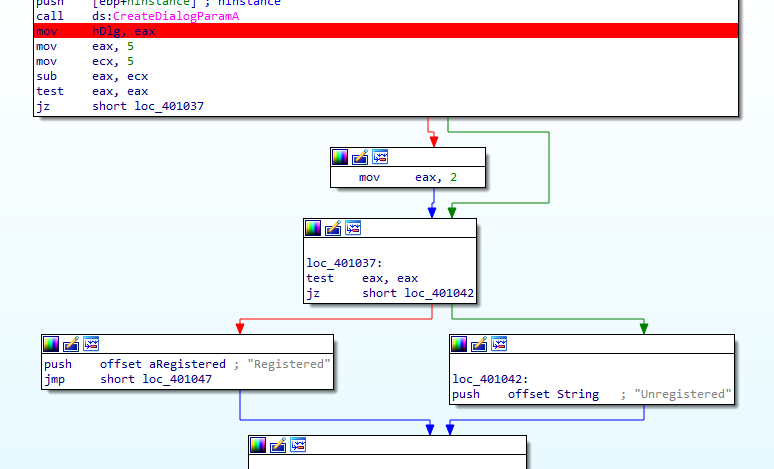 push    [ebp+hInstance] ; hInstance
call    ds:CreateDialogParamA
mov     hDlg, eax
mov     eax, 5
mov     ecx, 5
sub     eax, ecx
test    eax, eax
jz      short loc_401037
mov     eax, 2
loc_401037:
test    eax, eax
jz      short loc_401042
push    offset aRegistered ; "Registered"
jmp     short loc_401047
loc_401042:
push    offset String   ; "Unregistered"